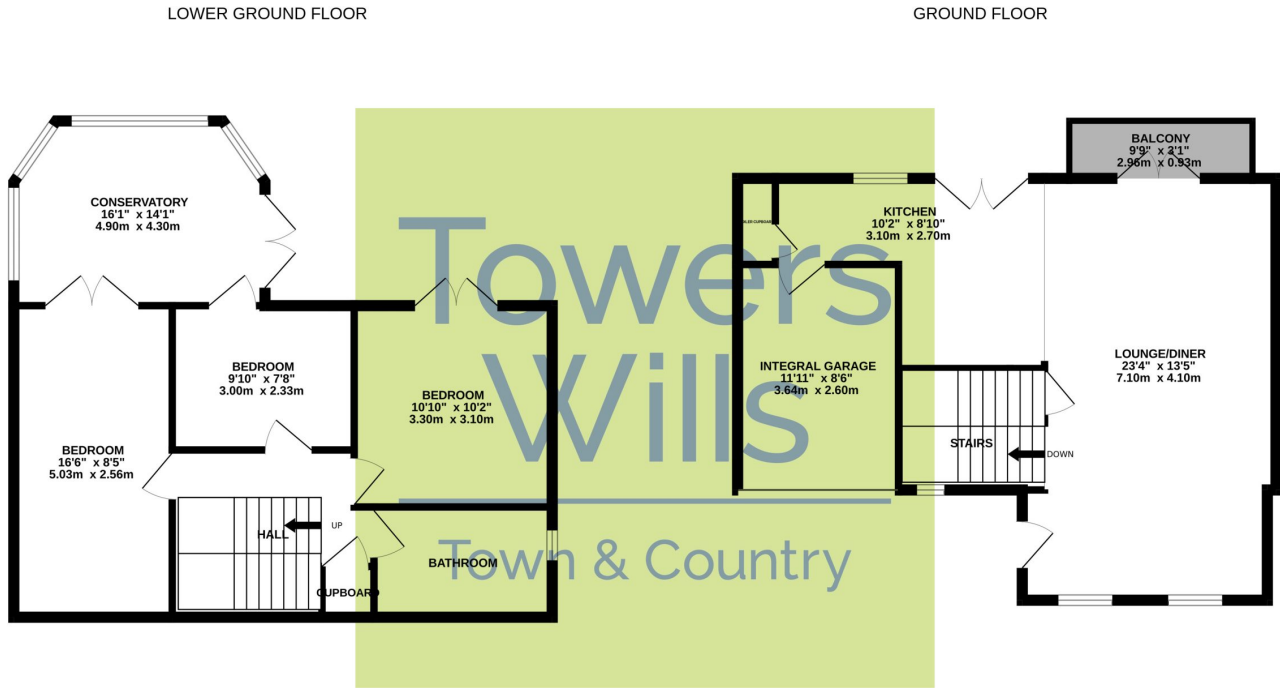 LOWER GROUND FLOOR
CONSERVATORY
16'1" x 14'1"
4.90m x 4.30m
BEDROOM
9'10" x 7'8"
3.00m x 2.33m
BEDROOM
10'10" x 10'2"
3.30m x 3.10m
BEDROOM
16'6" x 8'5"
5.03m x 2.56m
HALL
UP
CUPBOARD
BATHROOM
GROUND FLOOR
BALCONY
9'9" x 3'1"
2.96m x 0.93m
KITCHEN
10'2" x 8'10"
3.10m x 2.70m
CUPBOARD
INTEGRAL GARAGE
11'11" x 8'6"
3.64m x 2.60m
LOUNGE/DINER
23'4" x 13'5"
7.10m x 4.10m
STAIRS
DOWN
Towers
Wills
Town & Country